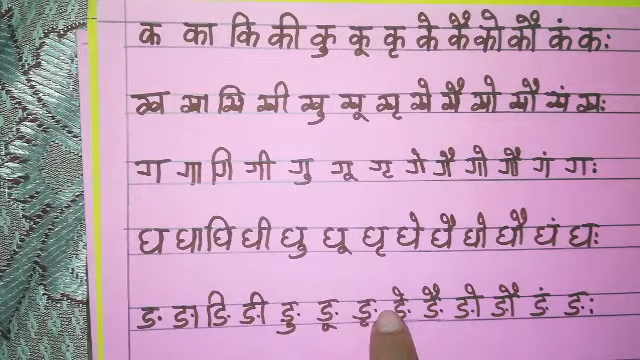 क का कि की कु कू कृ के कै को कौ कं कः
ख खा खि खी खु खू खृ खे खै खो खौ खं खः
ग गा गि गी गु गू गृ गे गै गो गौ गं गः
घ घा घि घी घु घू घृ घे घै घो घौ घं घः
ङ ङा ङि ङी ङु ङू ङृ ङे ङै ङो ङौ ङं ङः